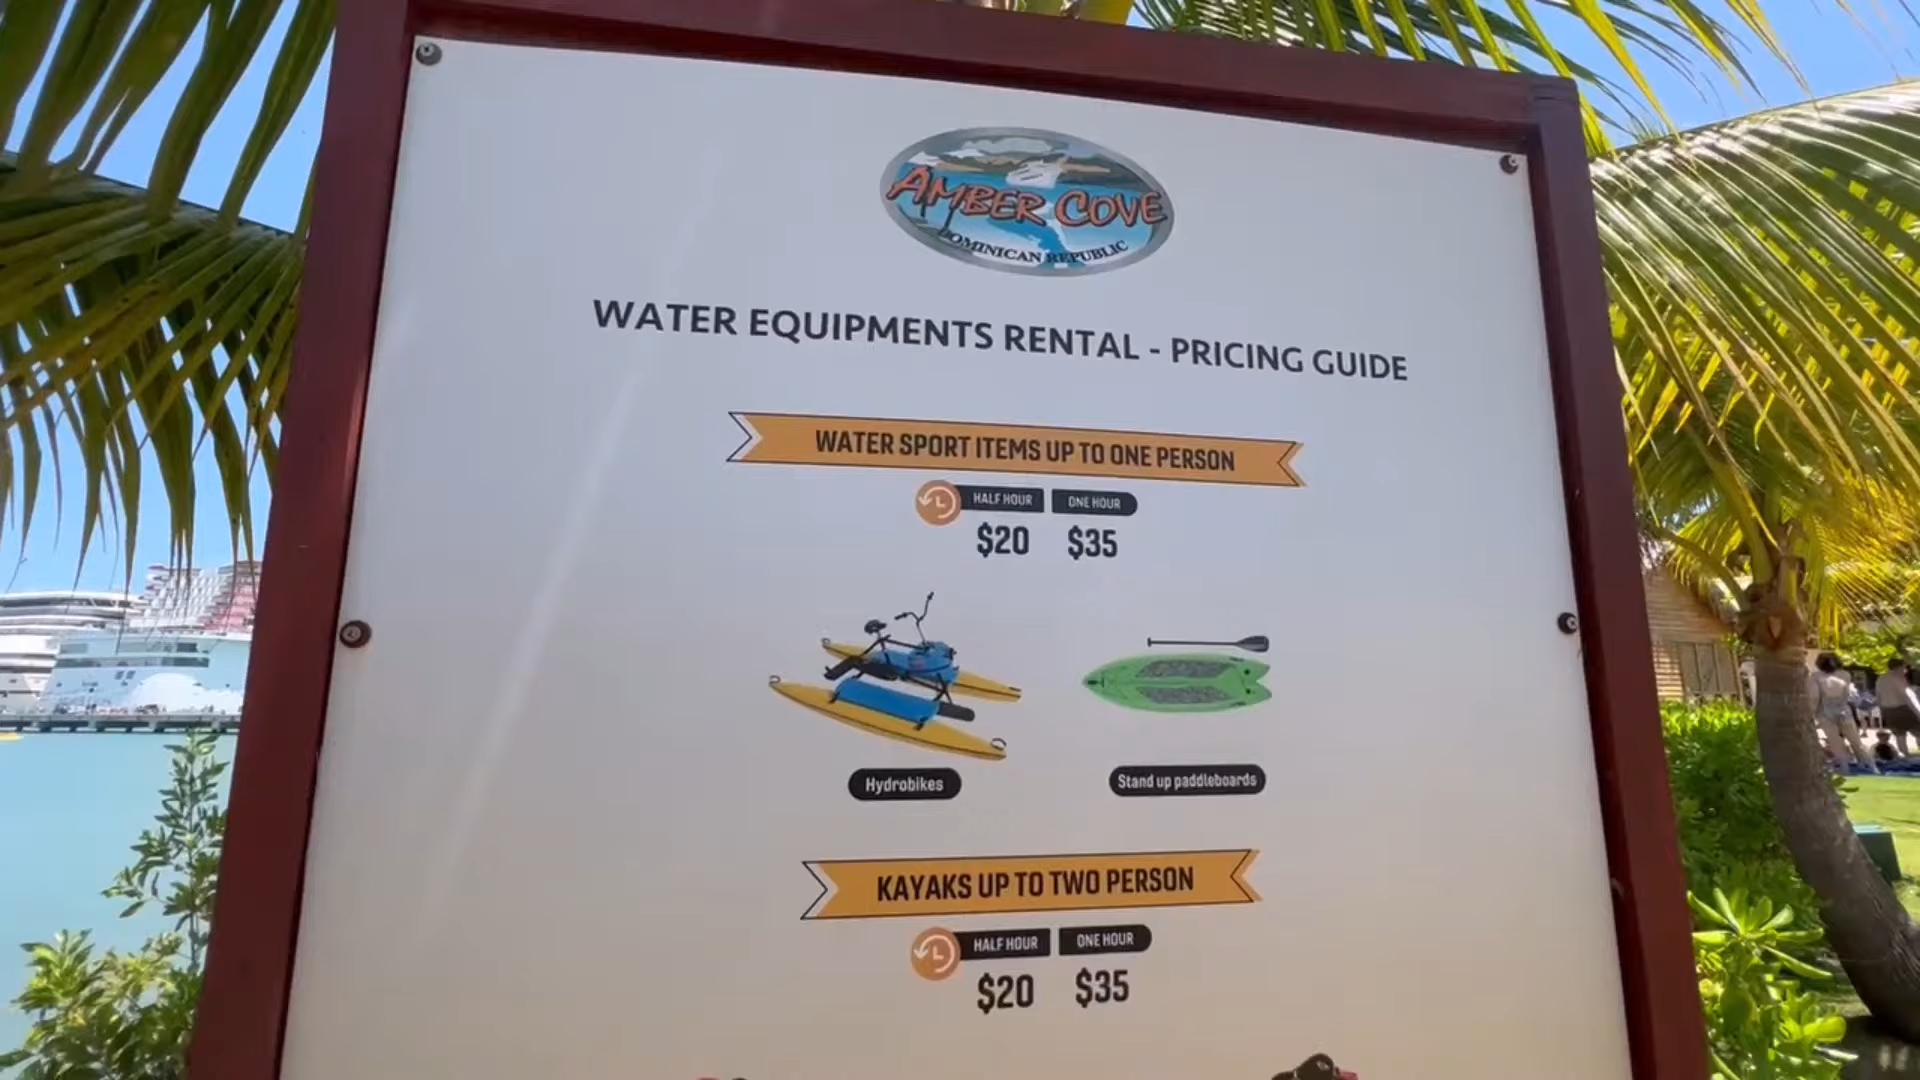 AMBER COVE
DOMINICAN REPUBLIC
WATER EQUIPMENTS RENTAL - PRICING GUIDE
WATER SPORT ITEMS UP TO ONE PERSON
HALF HOUR ONE HOUR
$20 $35
Hydrobikes Stand up paddleboards
KAYAKS UP TO TWO PERSON
HALF HOUR ONE HOUR
$20 $35